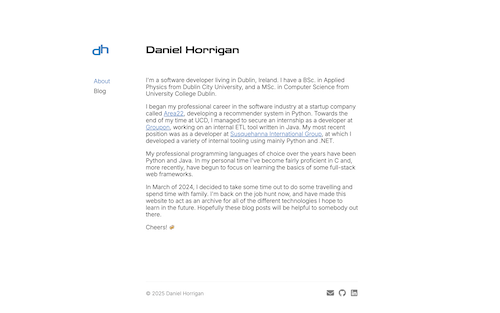 dh
Daniel Horrigan
About
Blog
I'm a software developer living in Dublin, Ireland. I have a BSc. in Applied
Physics from Dublin City University, and a MSc. in Computer Science from
University College Dublin.
I began my professional career in the software industry at a startup company
called Area22, developing a recommender system in Python. Towards the
end of my time at UCD, I managed to secure an internship as a developer at
Groupon, working on an internal ETL tool written in Java. My most recent
position was as a developer at Susquehanna International Group, at which I
developed a variety of internal tooling using mainly Python and .NET.
My professional programming languages of choice over the years have been
Python and Java. In my personal time I've become fairly proficient in C and,
more recently, have begun to focus on learning the basics of some full-stack
web frameworks.
In March of 2024, I decided to take some time out to do some travelling and
spend time with family. I'm back on the job hunt now, and have made this
website to act as an archive for all of the different technologies I hope to
learn in the future. Hopefully these blog posts will be helpful to somebody out
there.
Cheers!
© 2025 Daniel Horrigan